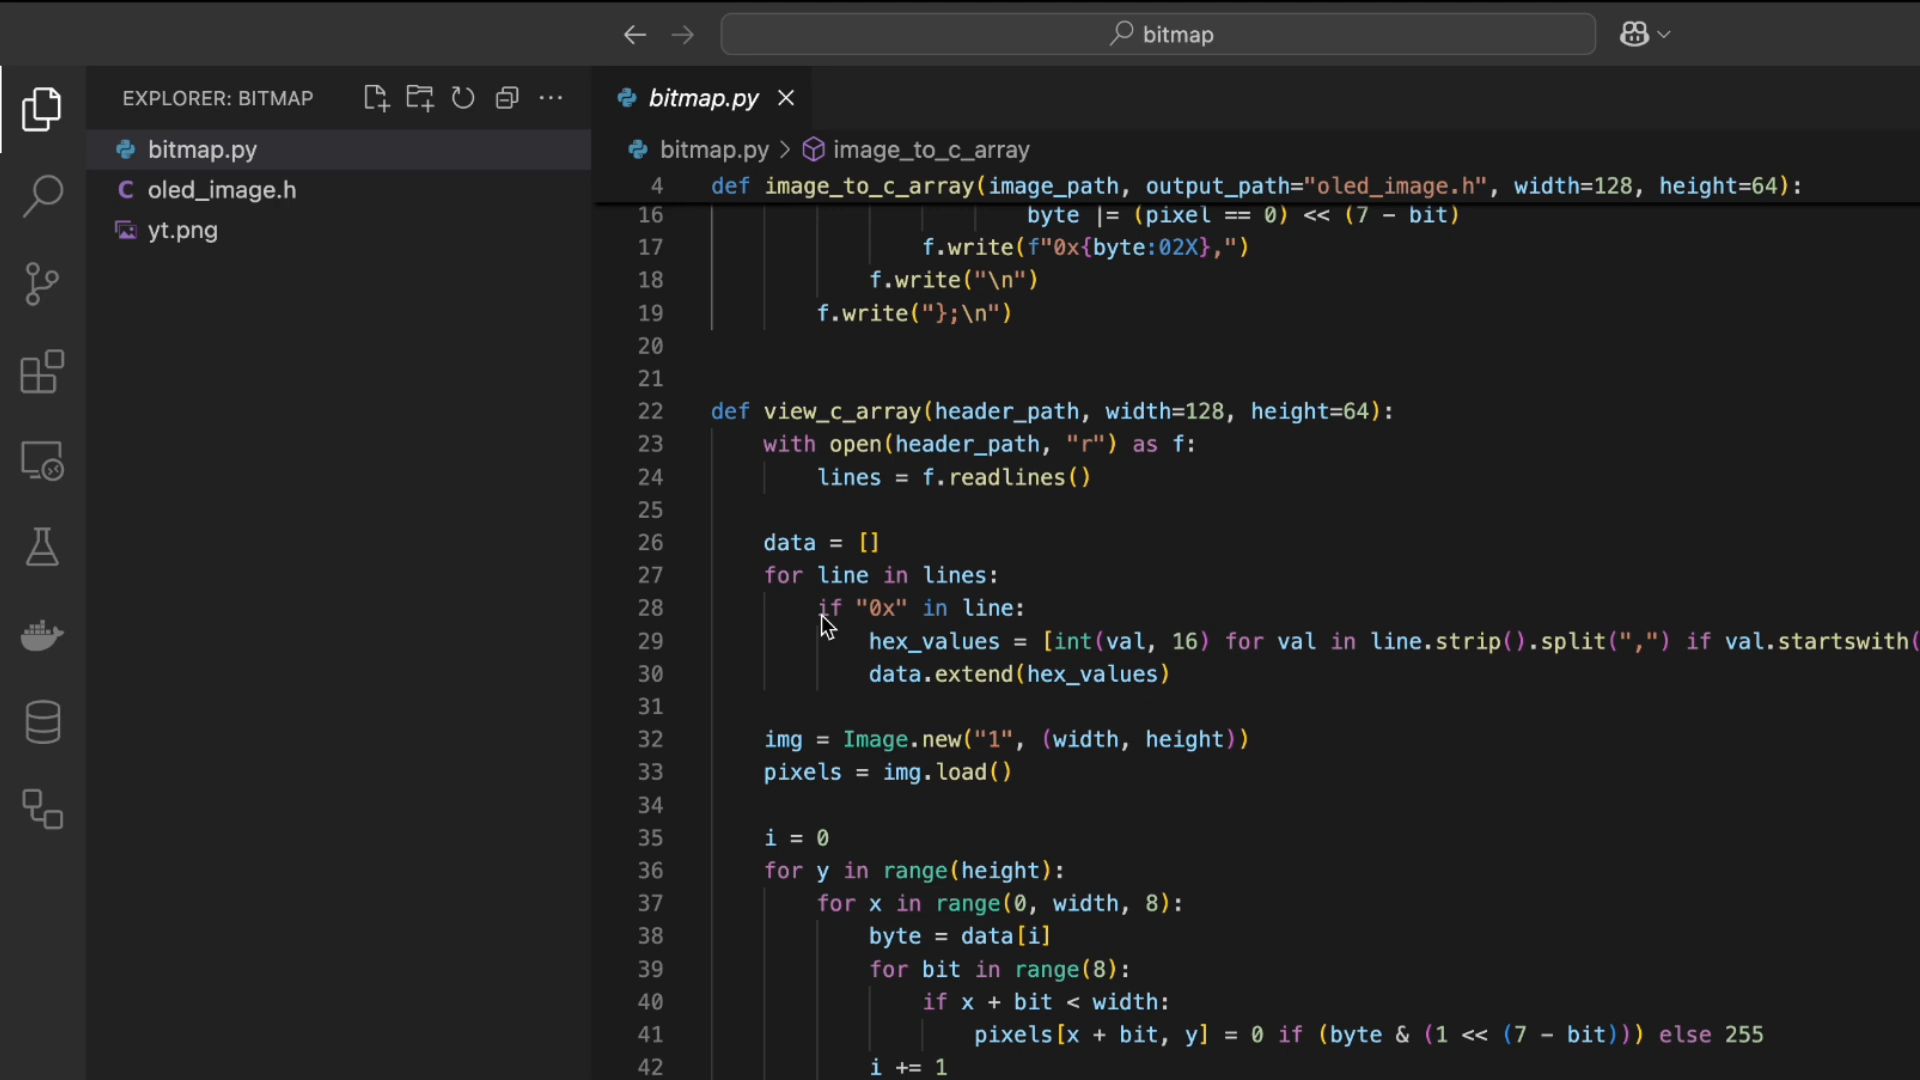 bitmap
EXPLORER: BITMAP
bitmap.py
oled_image.h
yt.png
bitmap.py
bitmap.py > image_to_c_array
4 def image_to_c_array(image_path, output_path="oled_image.h", width=128, height=64):
16 byte |= (pixel == 0) << (7 - bit)
17 f.write(f"0x{byte:02X},")
18 f.write("\n")
19 f.write("};\n")
20
21
22 def view_c_array(header_path, width=128, height=64):
23 with open(header_path, "r") as f:
24 lines = f.readlines()
25
26 data = []
27 for line in lines:
28 if "0x" in line:
29 hex_values = [int(val, 16) for val in line.strip().split(",") if val.startswith(
30 data.extend(hex_values)
31
32 img = Image.new("1", (width, height))
33 pixels = img.load()
34
35 i = 0
36 for y in range(height):
37 for x in range(0, width, 8):
38 byte = data[i]
39 for bit in range(8):
40 if x + bit < width:
41 pixels[x + bit, y] = 0 if (byte & (1 << (7 - bit))) else 255
42 i += 1